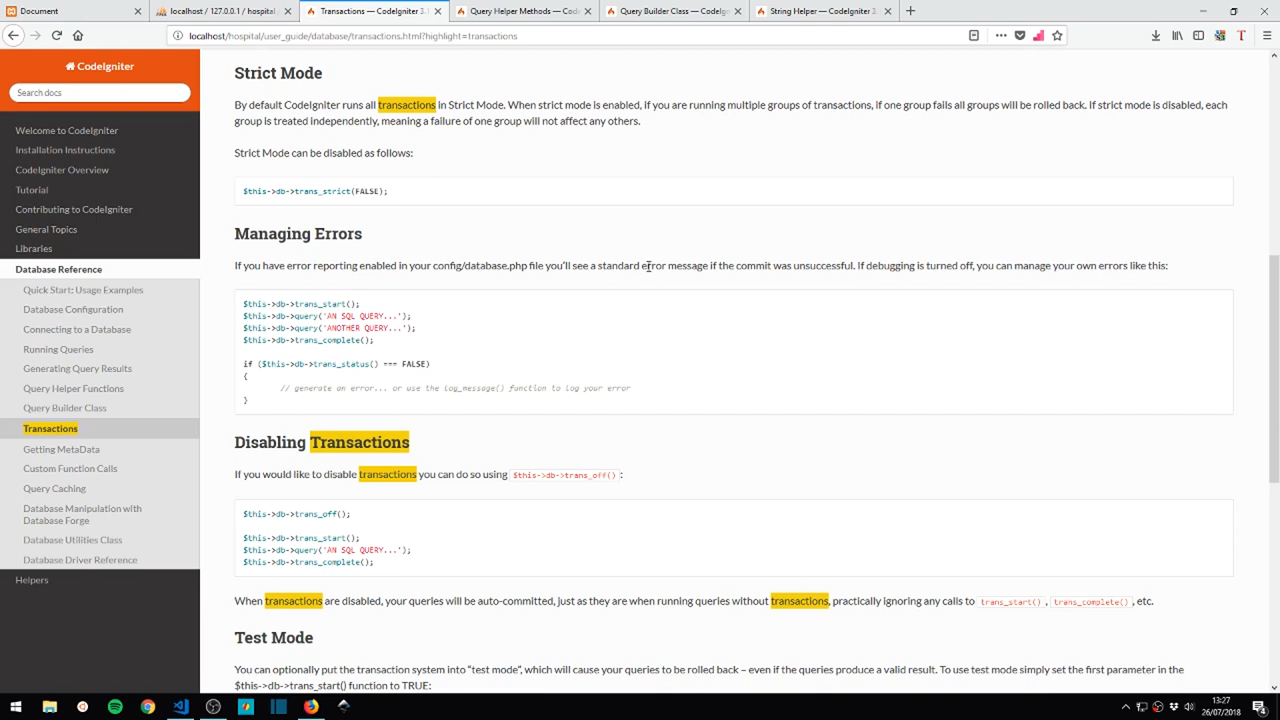 Document
localhost / 127.0.0.1 / hospital
Transactions — CodeIgniter 3.
Query Helper Methods — Cod
Query Builder Class — CodeIg
String Helper — CodeIgniter 3.
localhost/hospital/user_guide/database/transactions.html?highlight=transactions
CodeIgniter
Search docs
Welcome to CodeIgniter
Installation Instructions
CodeIgniter Overview
Tutorial
Contributing to CodeIgniter
General Topics
Libraries
Database Reference
Quick Start: Usage Examples
Database Configuration
Connecting to a Database
Running Queries
Generating Query Results
Query Helper Functions
Query Builder Class
Transactions
Getting MetaData
Custom Function Calls
Query Caching
Database Manipulation with
Database Forge
Database Utilities Class
Database Driver Reference
Helpers
Strict Mode
By default CodeIgniter runs all transactions in Strict Mode. When strict mode is enabled, if you are running multiple groups of transactions, if one group fails all groups will be rolled back. If strict mode is disabled, each
group is treated independently, meaning a failure of one group will not affect any others.
Strict Mode can be disabled as follows:
$this->db->trans_strict(FALSE);
Managing Errors
If you have error reporting enabled in your config/database.php file you'll see a standard error message if the commit was unsuccessful. If debugging is turned off, you can manage your own errors like this:
$this->db->trans_start();
$this->db->query('AN SQL QUERY...');
$this->db->query('ANOTHER QUERY...');
$this->db->trans_complete();
if ($this->db->trans_status() === FALSE)
{
// generate an error... or use the log_message() function to log your error
}
Disabling Transactions
If you would like to disable transactions you can do so using $this->db->trans_off():
$this->db->trans_off();
$this->db->trans_start();
$this->db->query('AN SQL QUERY...');
$this->db->trans_complete();
When transactions are disabled, your queries will be auto-committed, just as they are when running queries without transactions, practically ignoring any calls to trans_start(), trans_complete(), etc.
Test Mode
You can optionally put the transaction system into “test mode”, which will cause your queries to be rolled back – even if the queries produce a valid result. To use test mode simply set the first parameter in the
$this->db->trans_start() function to TRUE:
13:27
26/07/2018